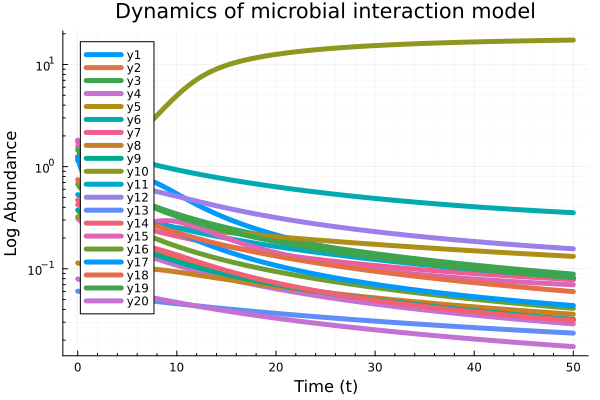 Dynamics of microbial interaction model
Log Abundance
10¹
10⁰
10⁻¹
y1
y2
y3
y4
y5
y6
y7
y8
y9
y10
y11
y12
y13
y14
y15
y16
y17
y18
y19
y20
0 10 20 30 40 50
Time (t)